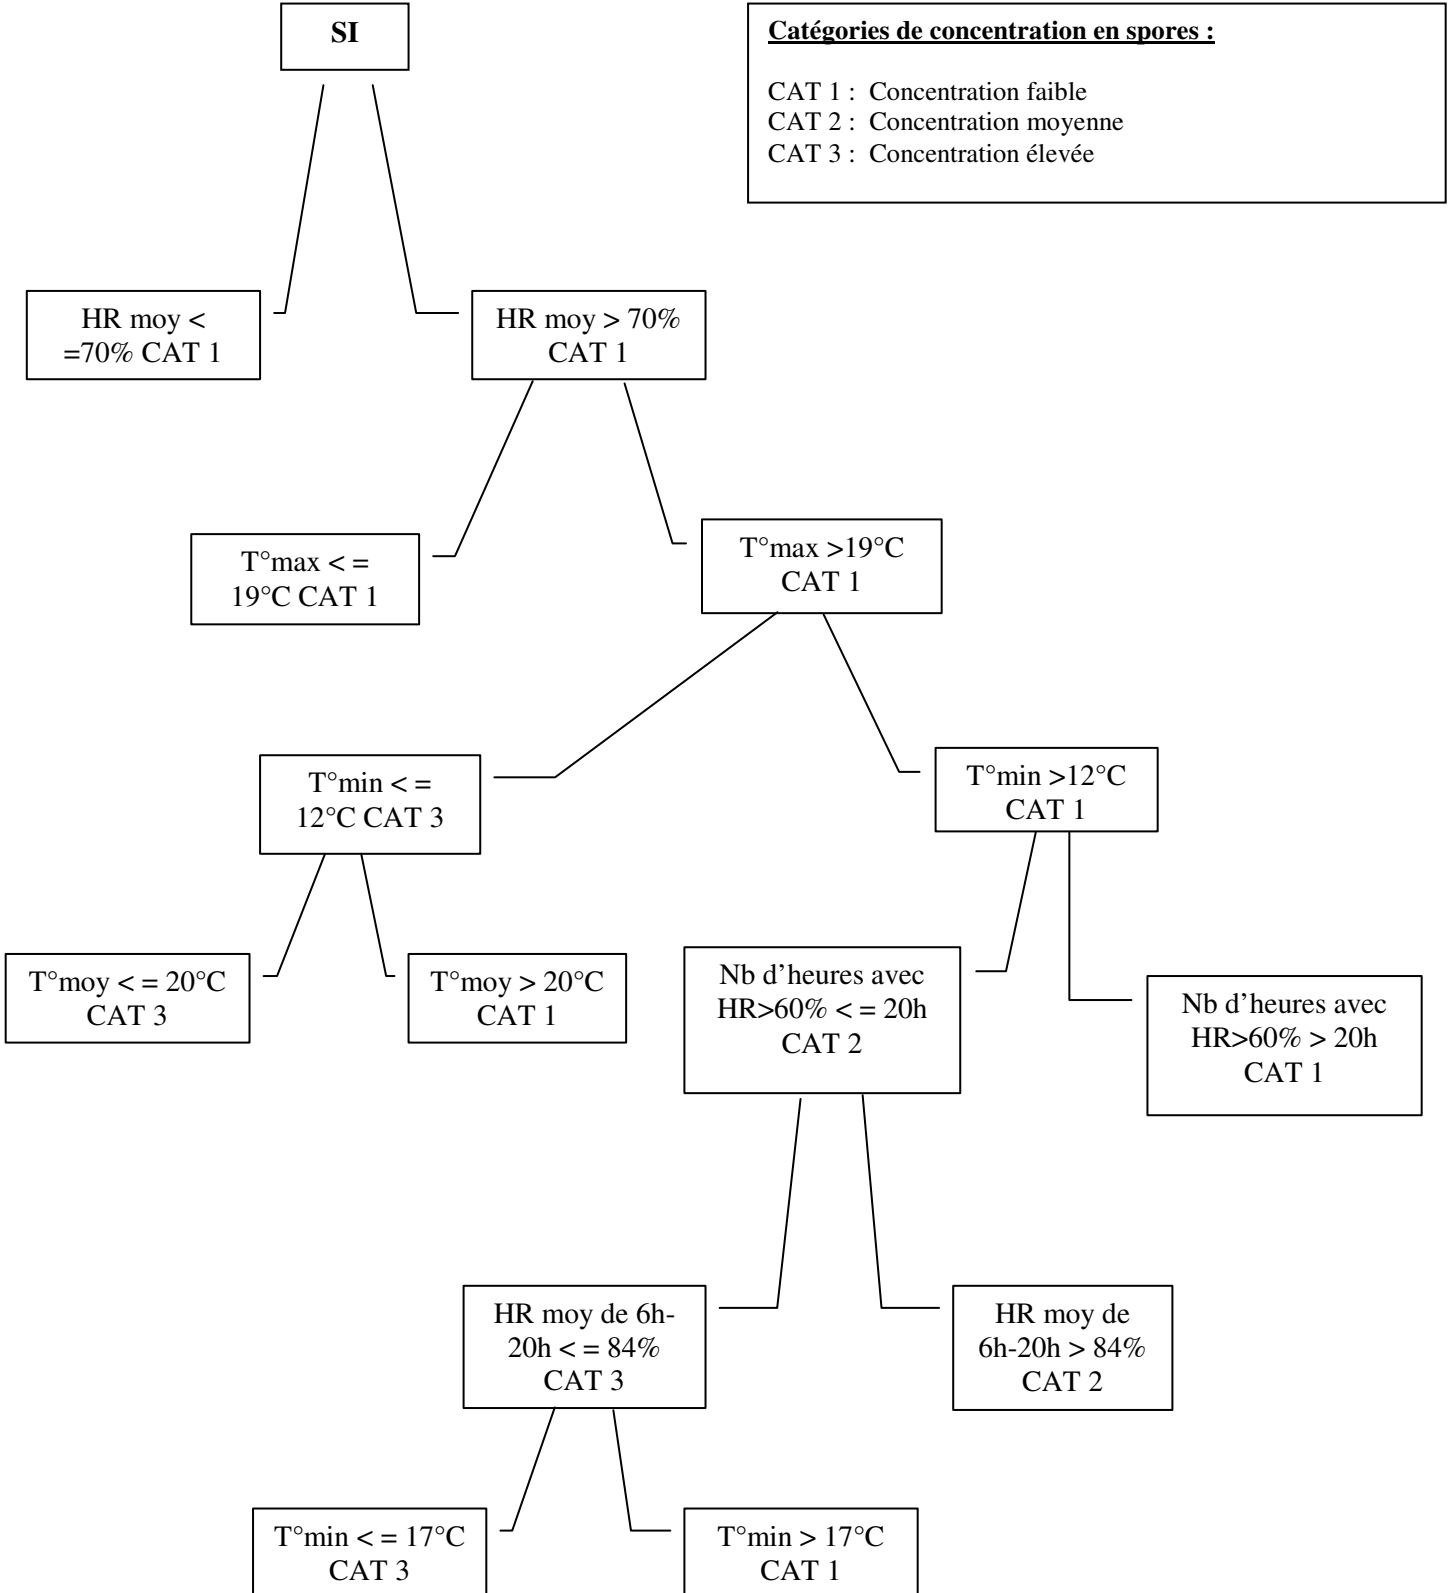 SI
Catégories de concentration en spores :
CAT 1 : Concentration faible
CAT 2 : Concentration moyenne
CAT 3 : Concentration élevée
HR moy <
=70% CAT 1
HR moy > 70%
CAT 1
T°max < =
19°C CAT 1
T°max >19°C
CAT 1
T°min < =
12°C CAT 3
T°min >12°C
CAT 1
T°moy < = 20°C
CAT 3
T°moy > 20°C
CAT 1
Nb d’heures avec
HR>60% < = 20h
CAT 2
Nb d’heures avec
HR>60% > 20h
CAT 1
HR moy de 6h-
20h < = 84%
CAT 3
HR moy de
6h-20h > 84%
CAT 2
T°min < = 17°C
CAT 3
T°min > 17°C
CAT 1